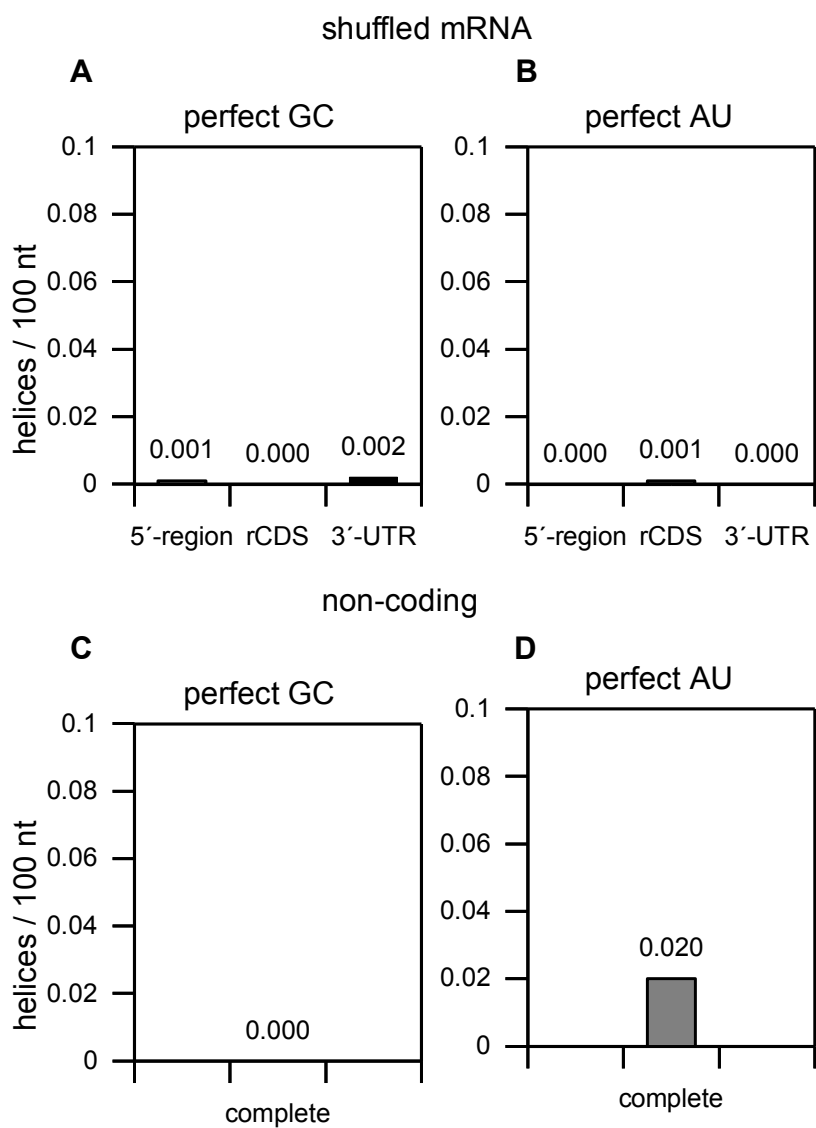 shuffled mRNA
A
B
perfect GC
perfect AU
helices / 100 nt
0.1
0.08
0.06
0.04
0.02
0
0.001
0.000
0.002
5´-region rCDS 3´-UTR
0.1
0.08
0.06
0.04
0.02
0
0.000
0.001
0.000
5´-region rCDS 3´-UTR
non-coding
C
D
perfect GC
perfect AU
helices / 100 nt
0.1
0.08
0.06
0.04
0.02
0
0.000
complete
0.1
0.08
0.06
0.04
0.02
0
0.020
complete